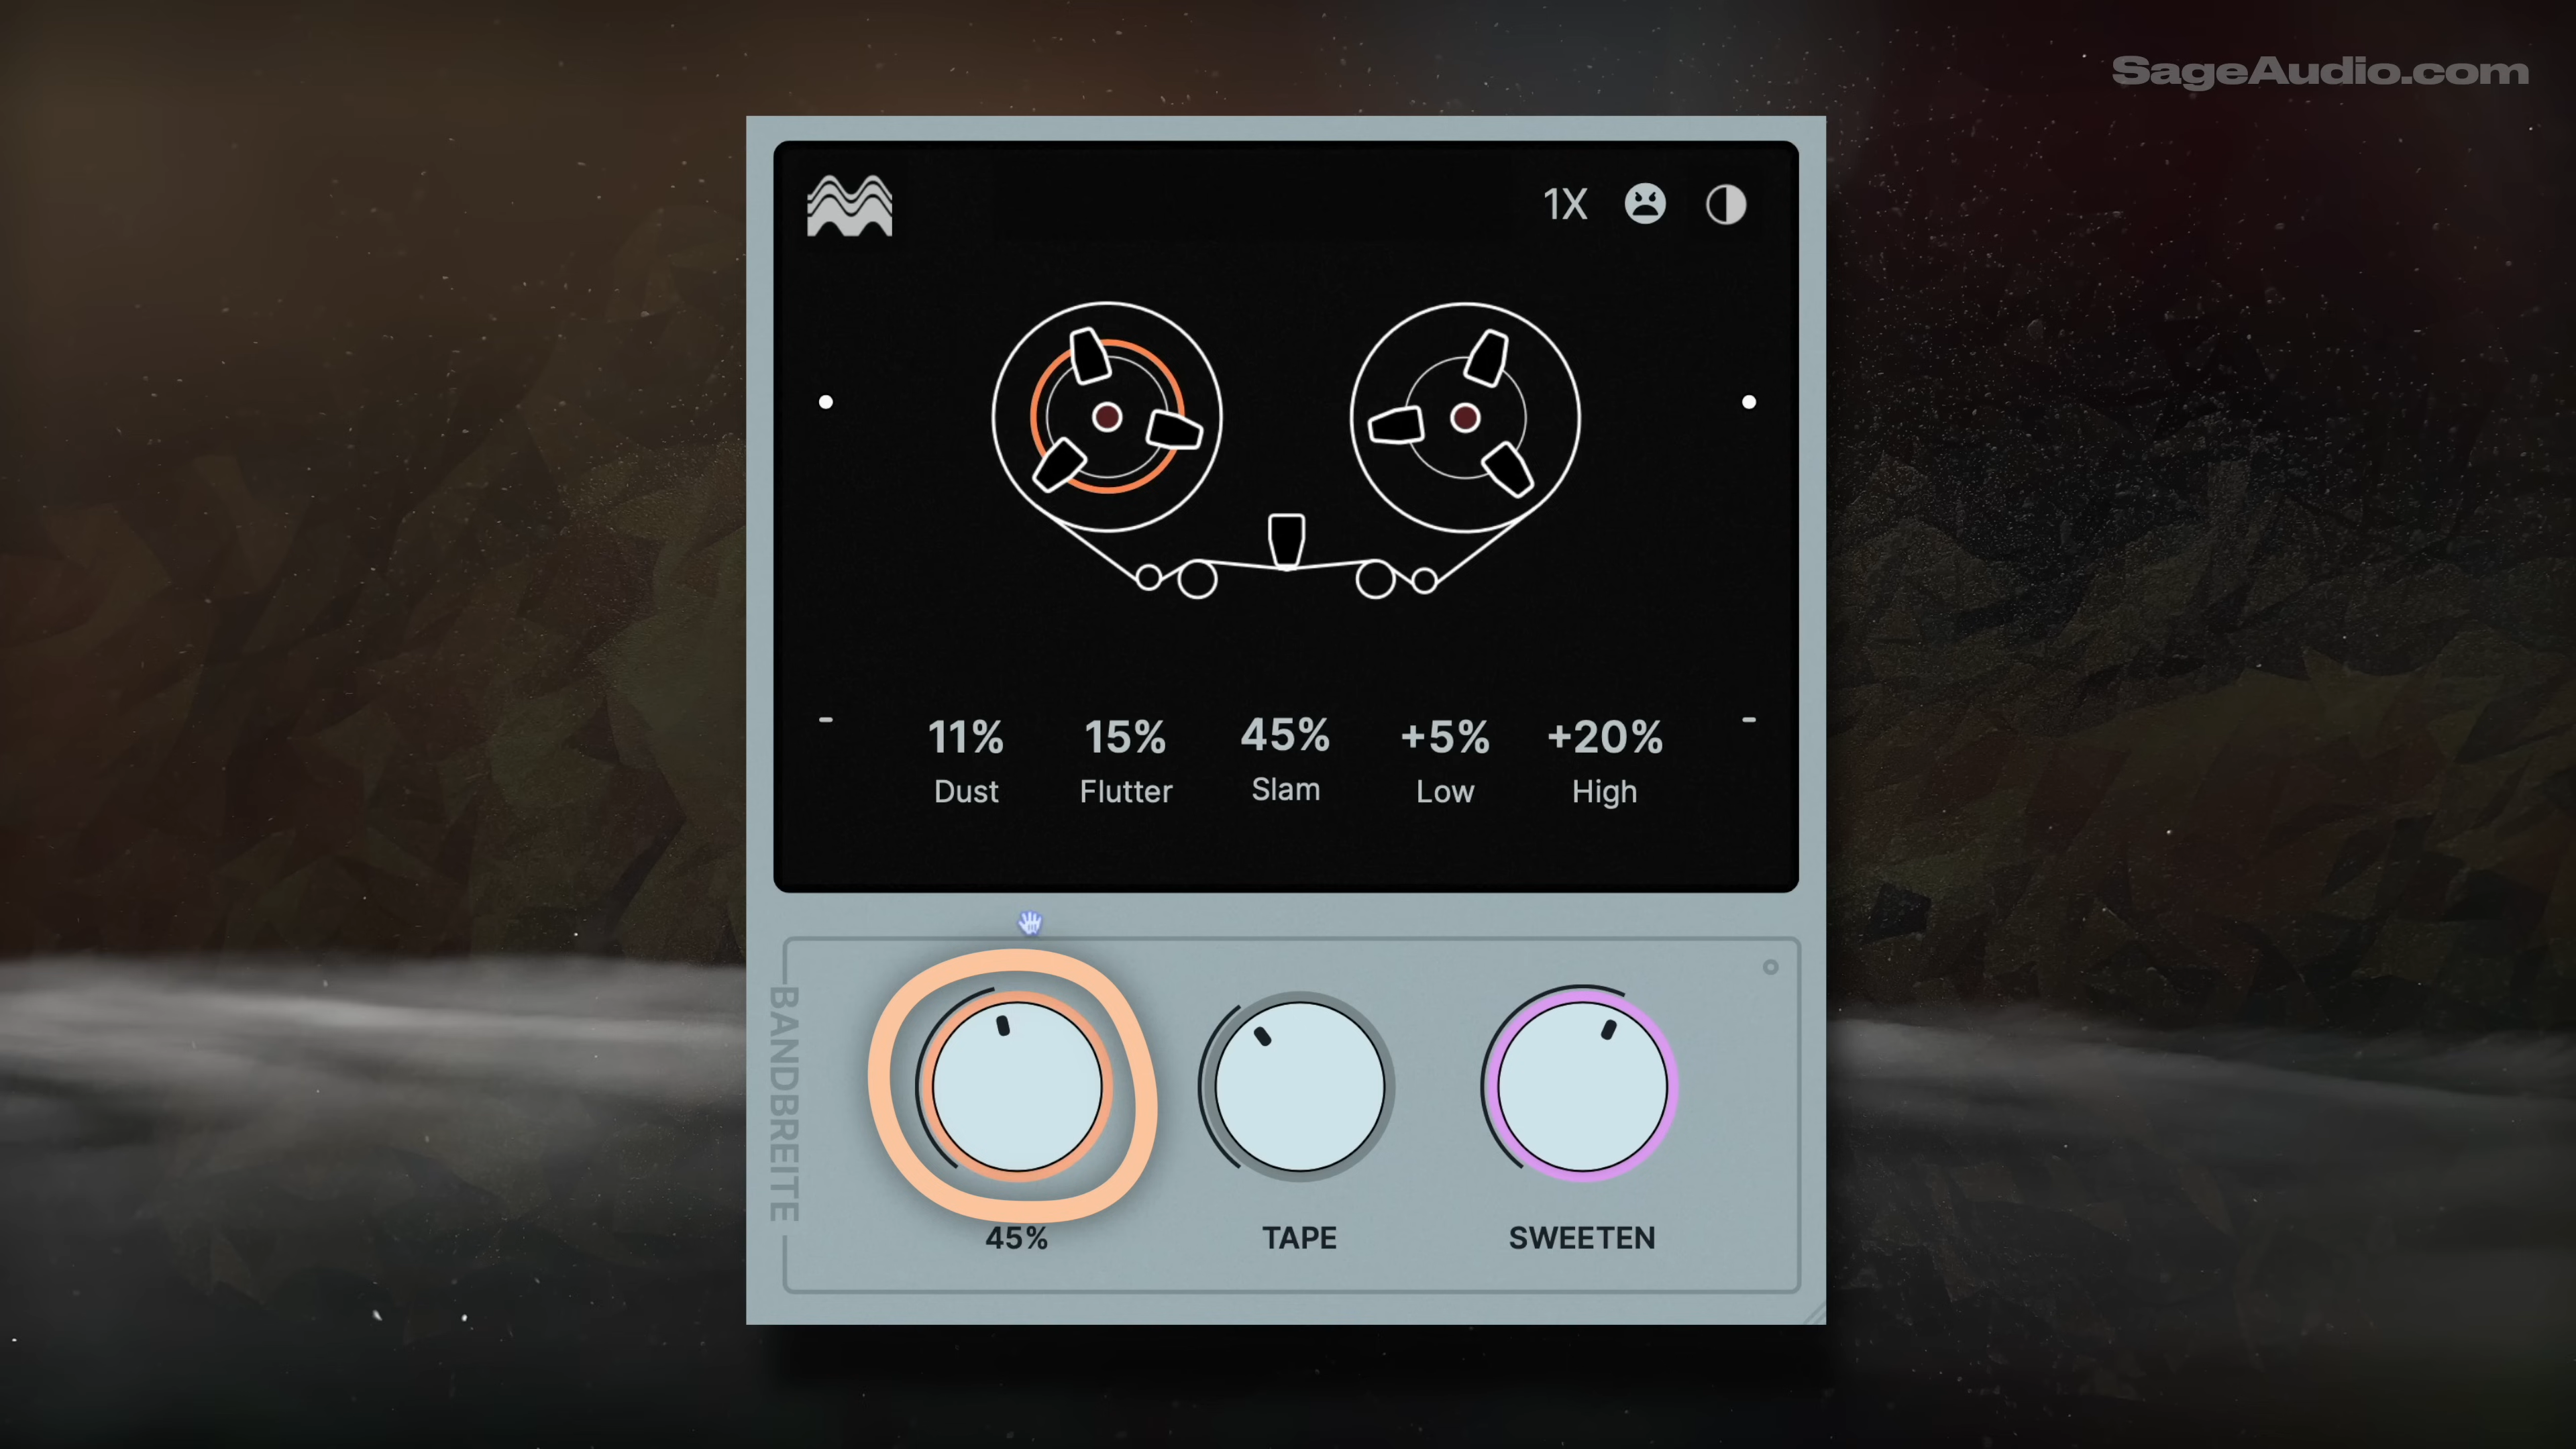 SageAudio.com
1X
11% 15% 45% +5% +20%
Dust Flutter Slam Low High
BANDBREITE
45% TAPE SWEETEN